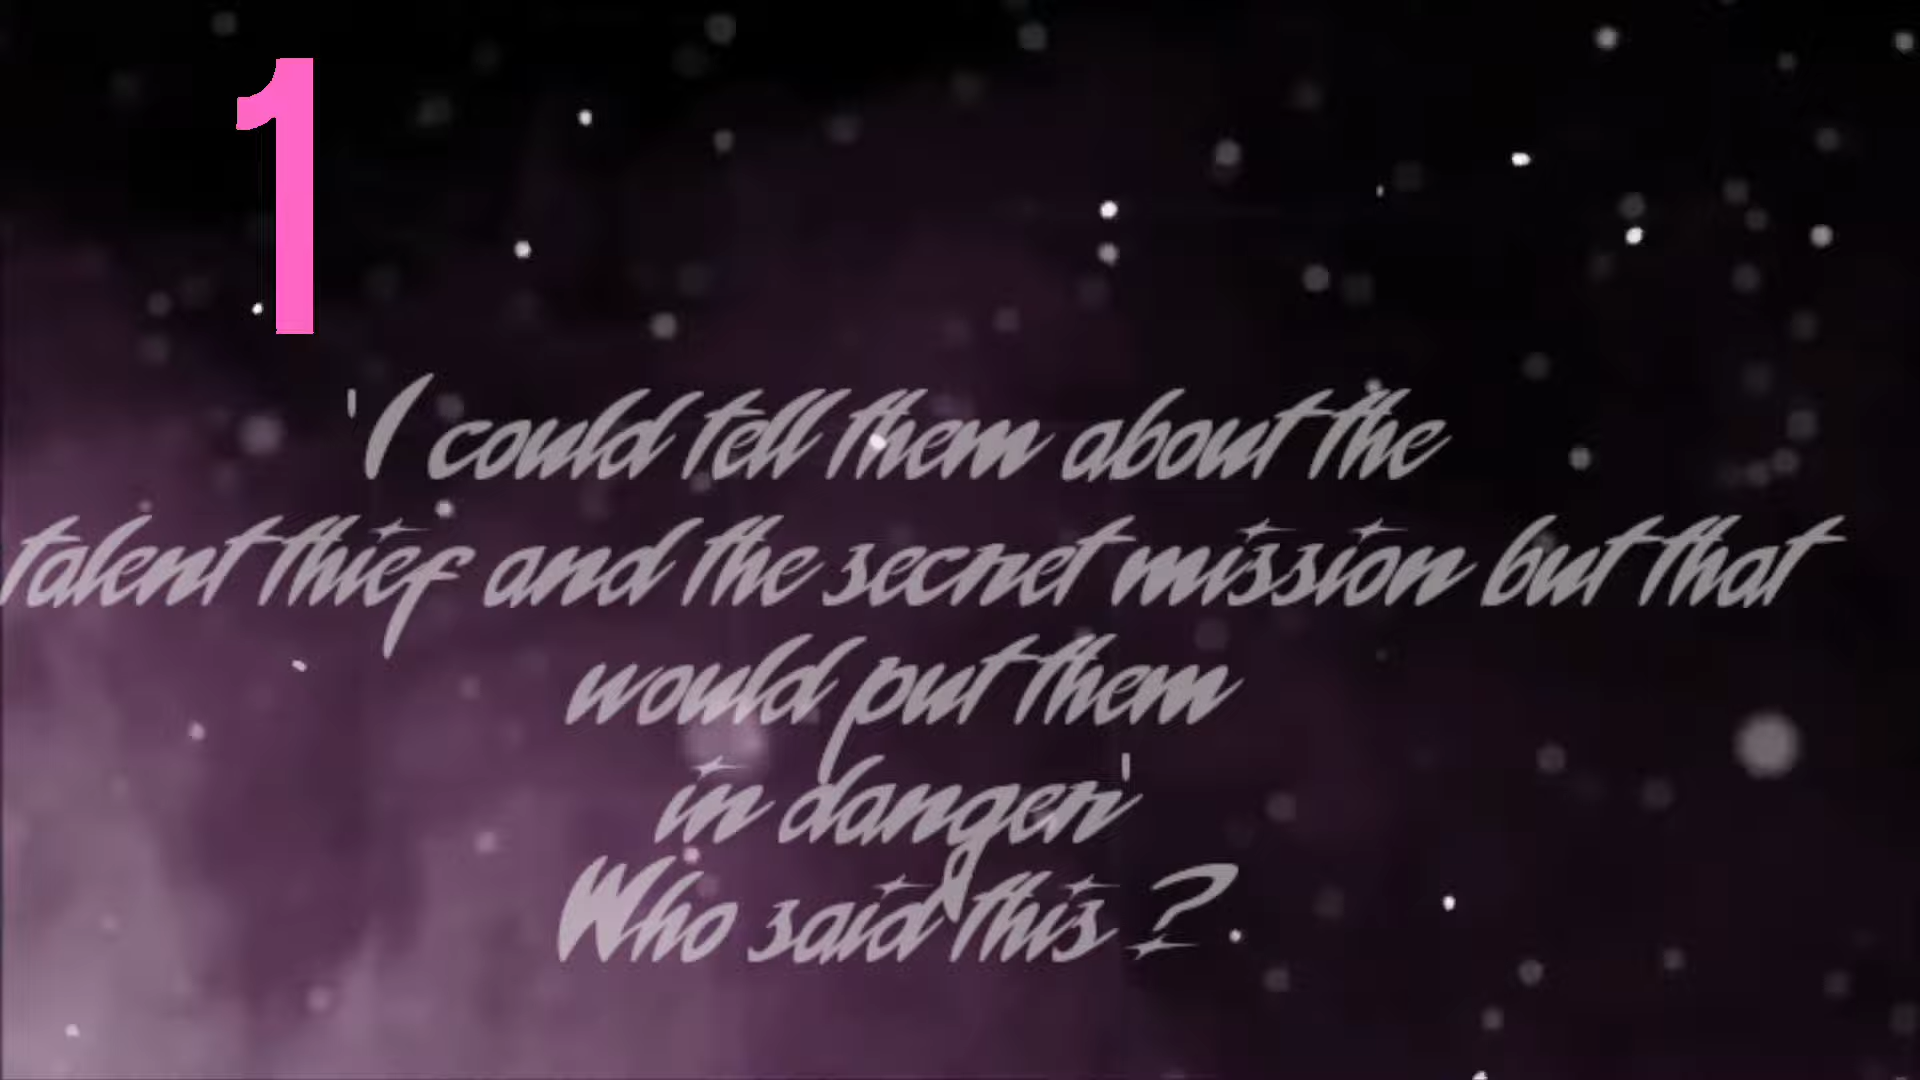 1
'I could tell them about the
talent thief and the secret mission but that
would put them
in danger'
Who said this ?